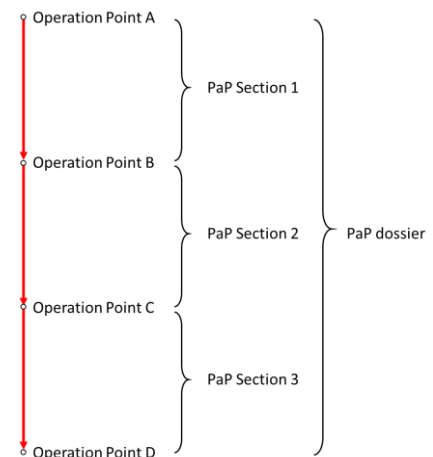 Operation Point A
PaP Section 1
Operation Point B
PaP Section 2
PaP dossier
Operation Point C
PaP Section 3
Operation Point D